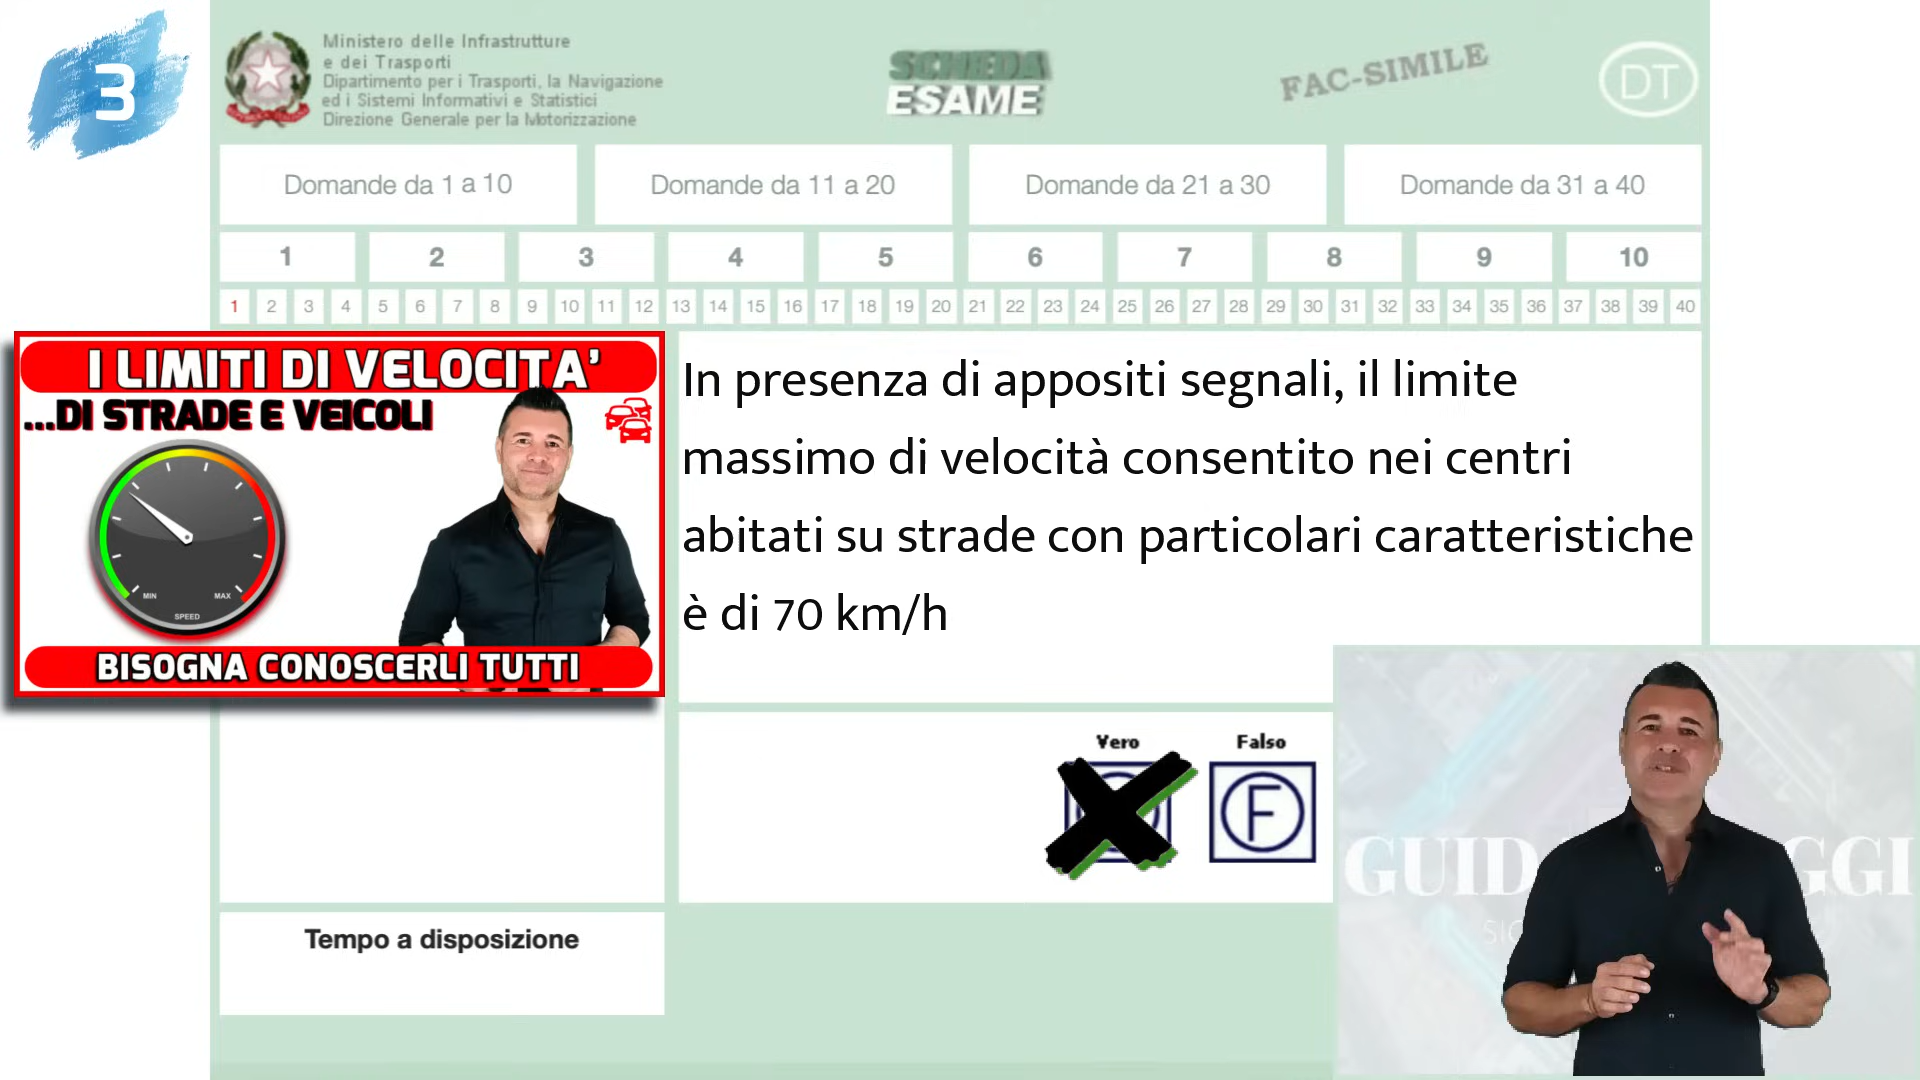 3
Ministero delle Infrastrutture
e dei Trasporti
Dipartimento per i Trasporti, la Navigazione
ed i Sistemi Informativi e Statistici
Direzione Generale per la Motorizzazione
SCHEDA
ESAME
FAC-SIMILE
DT
Domande da 1 a 10
Domande da 11 a 20
Domande da 21 a 30
Domande da 31 a 40
1 2 3 4 5 6 7 8 9 10
1 2 3 4 5 6 7 8 9 10 11 12 13 14 15 16 17 18 19 20 21 22 23 24 25 26 27 28 29 30 31 32 33 34 35 36 37 38 39 40
I LIMITI DI VELOCITA'
...DI STRADE E VEICOLI
MIN
MAX
SPEED
BISOGNA CONOSCERLI TUTTI
In presenza di appositi segnali, il limite
massimo di velocità consentito nei centri
abitati su strade con particolari caratteristiche
è di 70 km/h
Vero
Falso
F
Tempo a disposizione